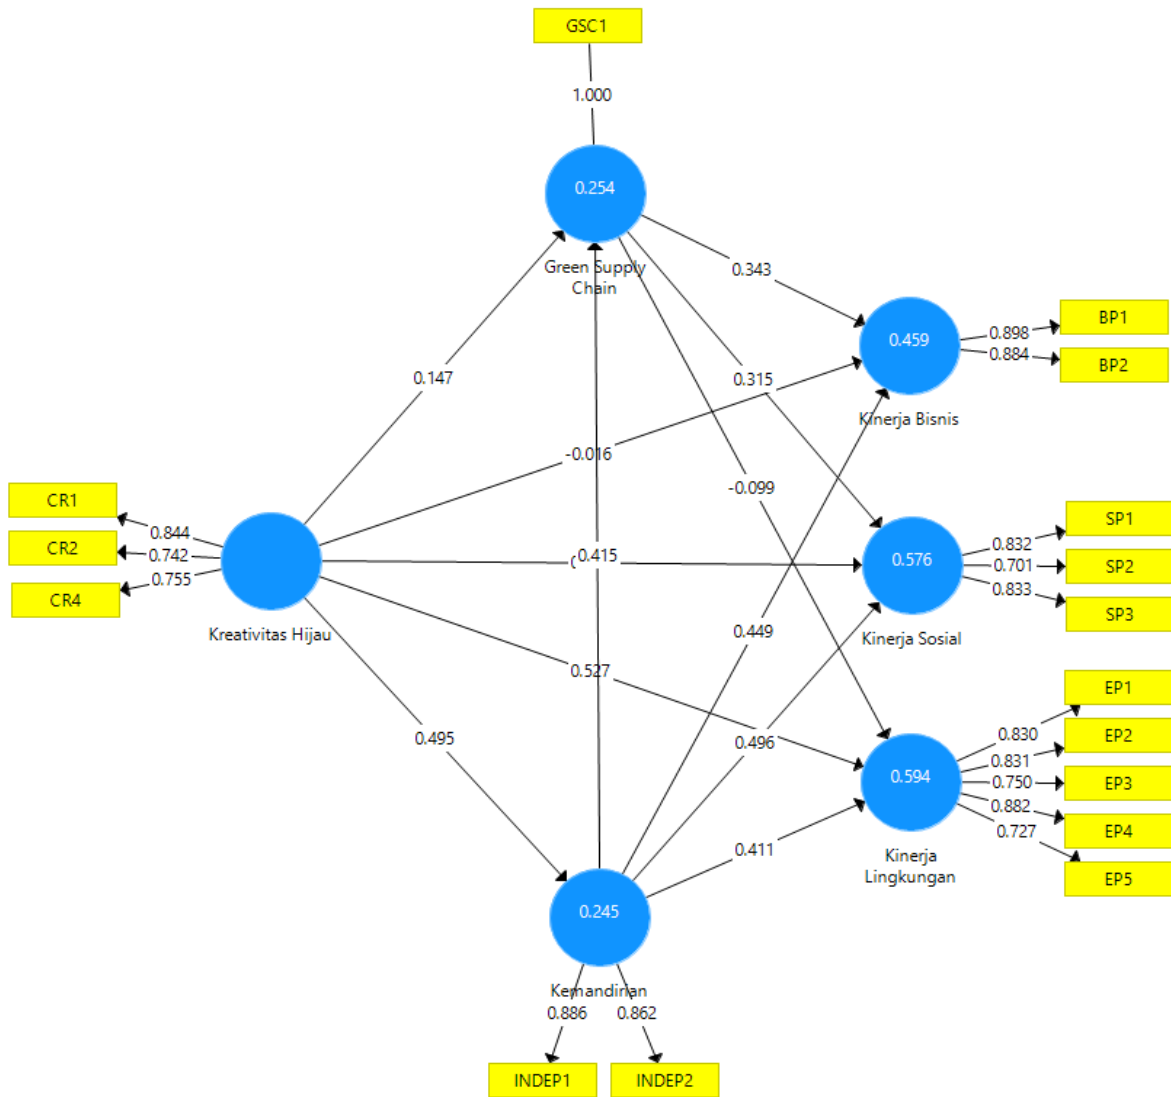 GSC1
1.000
0.254
Green Supply
Chain
0.343
0.459
Kinerja Bisnis
0.898
0.884
BP1
BP2
0.147
0.315
-0.016
-0.099
CR1
CR2
CR4
0.844
0.742
0.755
Kreativitas Hijau
0.415
0.576
Kinerja Sosial
0.832
0.701
0.833
SP1
SP2
SP3
0.449
0.527
0.495
0.496
0.411
0.594
Kinerja
Lingkungan
0.830
0.831
0.750
0.882
0.727
EP1
EP2
EP3
EP4
EP5
0.245
Kemandirian
0.886
0.862
INDEP1
INDEP2